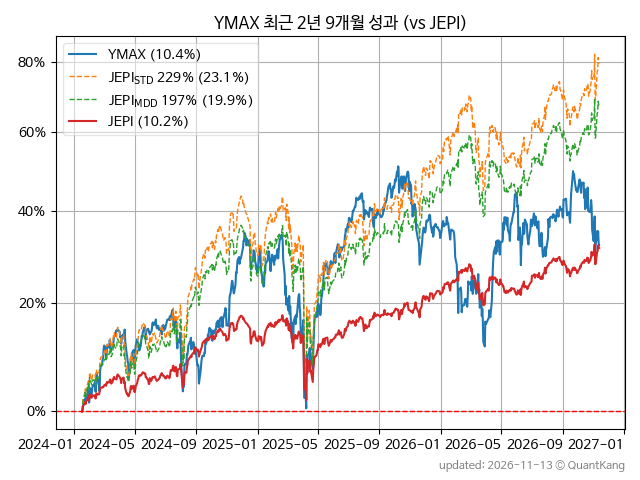 YMAX 최근 2년 9개월 성과 (vs JEPI)
YMAX (10.4%)
JEPI_STD 229% (23.1%)
JEPI_MDD 197% (19.9%)
JEPI (10.2%)
80%
60%
40%
20%
0%
2024-01 2024-05 2024-09 2025-01 2025-05 2025-09 2026-01 2026-05 2026-09 2027-01
updated: 2026-11-13 © QuantKang